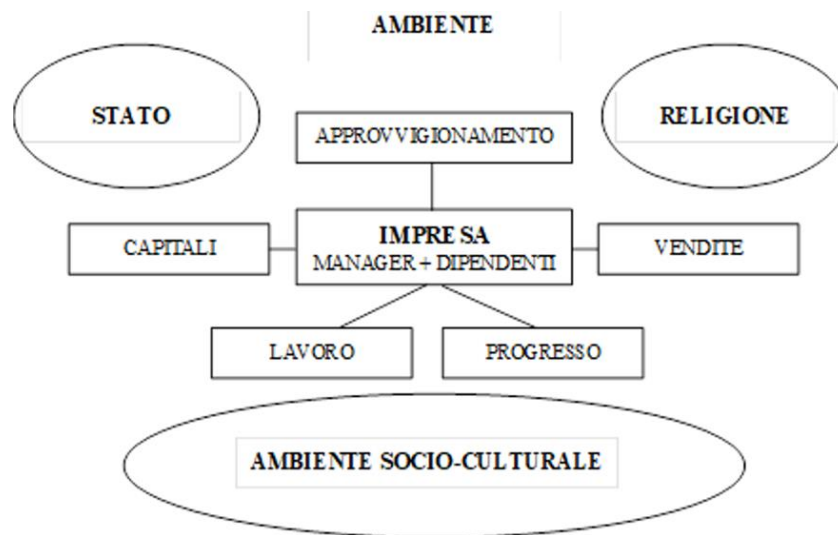 AMBIENTE
STATO
RELIGIONE
APPROVVIGIONAMENTO
CAPITALI
IMPRESA
MANAGER + DIPENDENTI
VENDITE
LAVORO
PROGRESSO
AMBIENTE SOCIO-CULTURALE